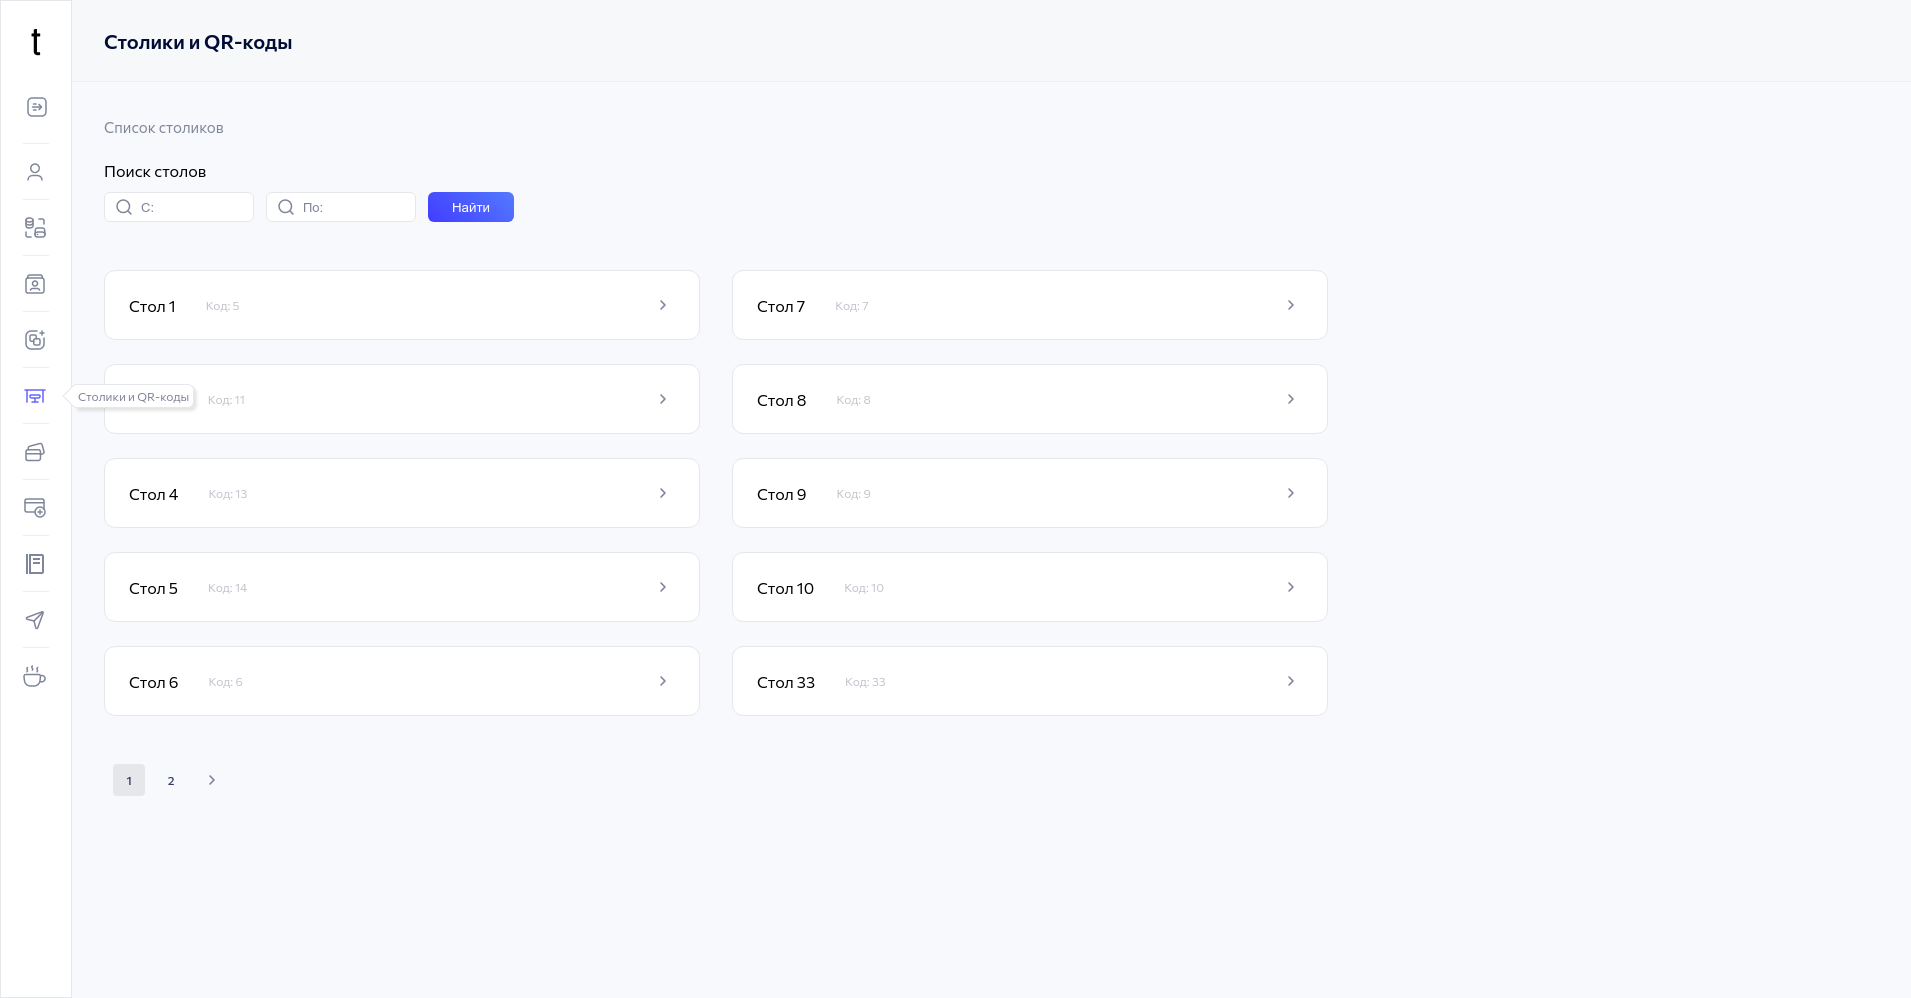 t
Столики и QR-коды
Список столиков
Поиск столов
С:
По:
Найти
Стол 1 Код: 5
Стол 7 Код: 7
Столики и QR-коды
Код: 11
Стол 8 Код: 8
Стол 4 Код: 13
Стол 9 Код: 9
Стол 5 Код: 14
Стол 10 Код: 10
Стол 6 Код: 6
Стол 33 Код: 33
1 2